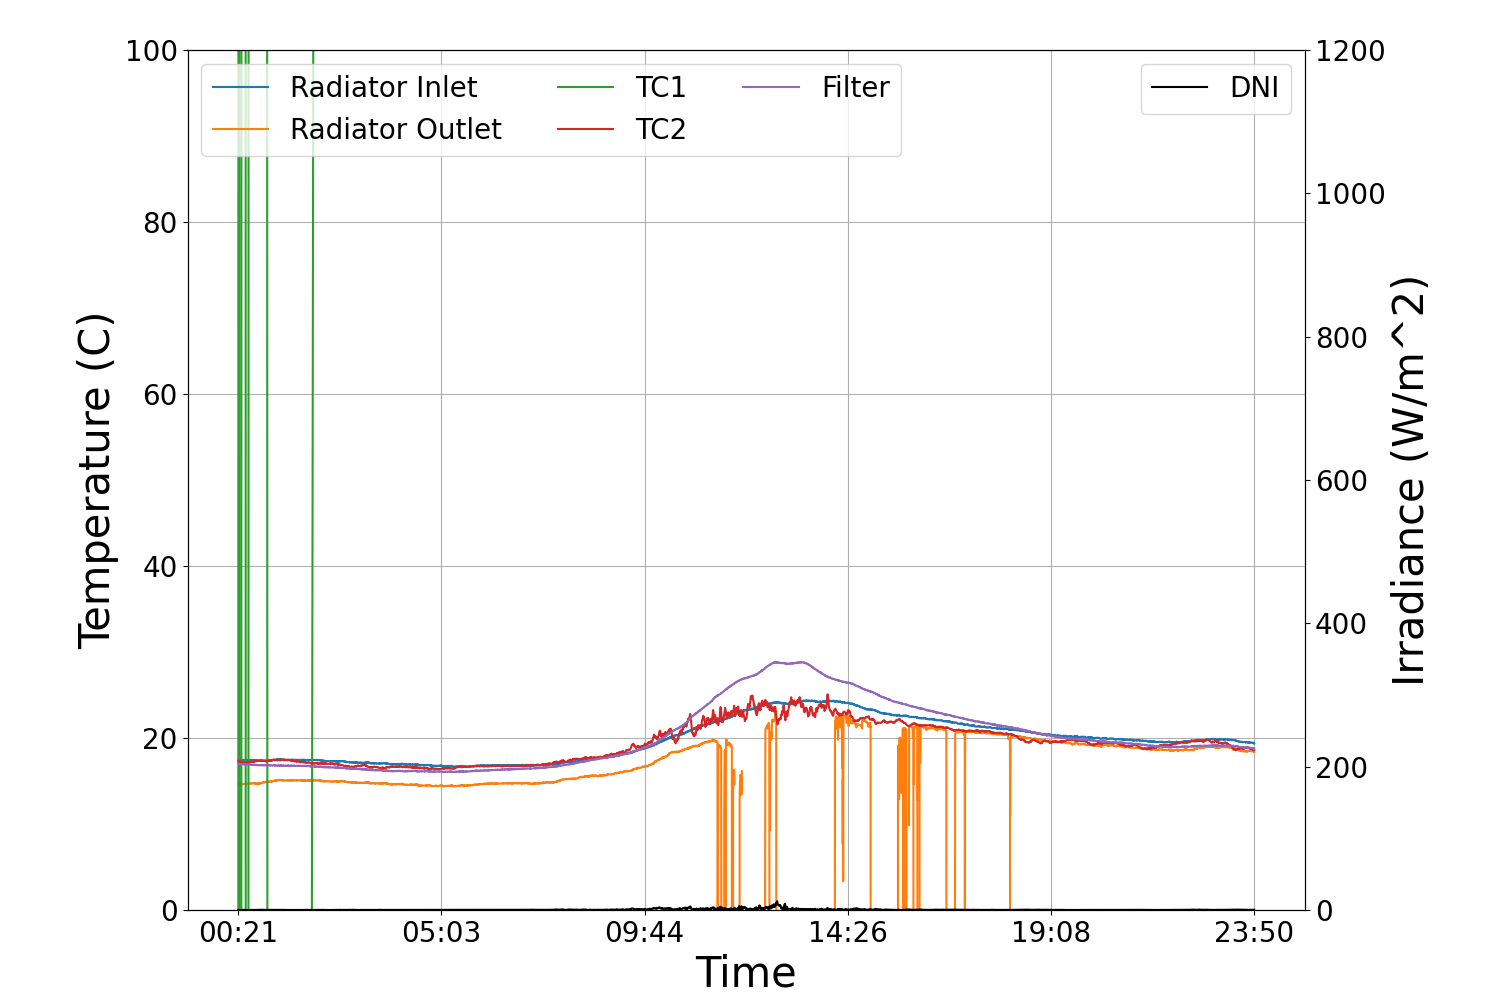 Radiator Inlet
Radiator Outlet
TC1
TC2
Filter
DNI
100
80
60
40
20
0
1200
1000
800
600
400
200
0
Temperature (C)
Irradiance (W/m^2)
00:21
05:03
09:44
14:26
19:08
23:50
Time